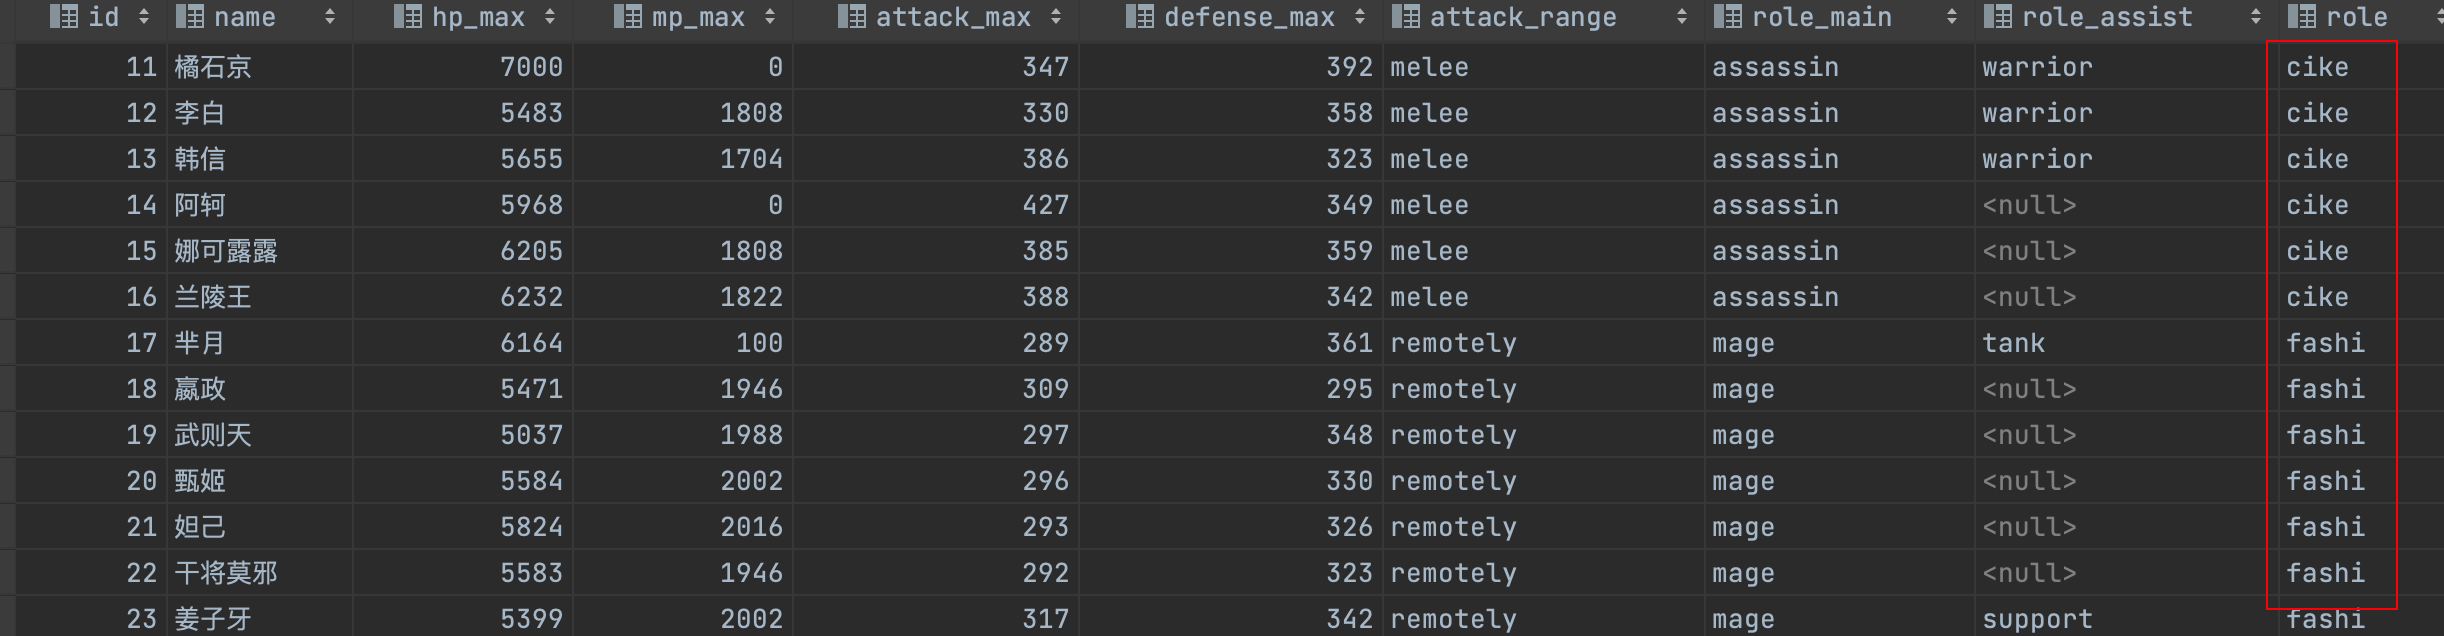 id name hp_max mp_max attack_max defense_max attack_range role_main role_assist role
11 橘石京 7000 0 347 392 melee assassin warrior cike
12 李白 5483 1808 330 358 melee assassin warrior cike
13 韩信 5655 1704 386 323 melee assassin warrior cike
14 阿轲 5968 0 427 349 melee assassin <null> cike
15 娜可露露 6205 1808 385 359 melee assassin <null> cike
16 兰陵王 6232 1822 388 342 melee assassin <null> cike
17 芈月 6164 100 289 361 remotely mage tank fashi
18 嬴政 5471 1946 309 295 remotely mage <null> fashi
19 武则天 5037 1988 297 348 remotely mage <null> fashi
20 甄姬 5584 2002 296 330 remotely mage <null> fashi
21 妲己 5824 2016 293 326 remotely mage <null> fashi
22 干将莫邪 5583 1946 292 323 remotely mage <null> fashi
23 姜子牙 5399 2002 317 342 remotely mage support fashi